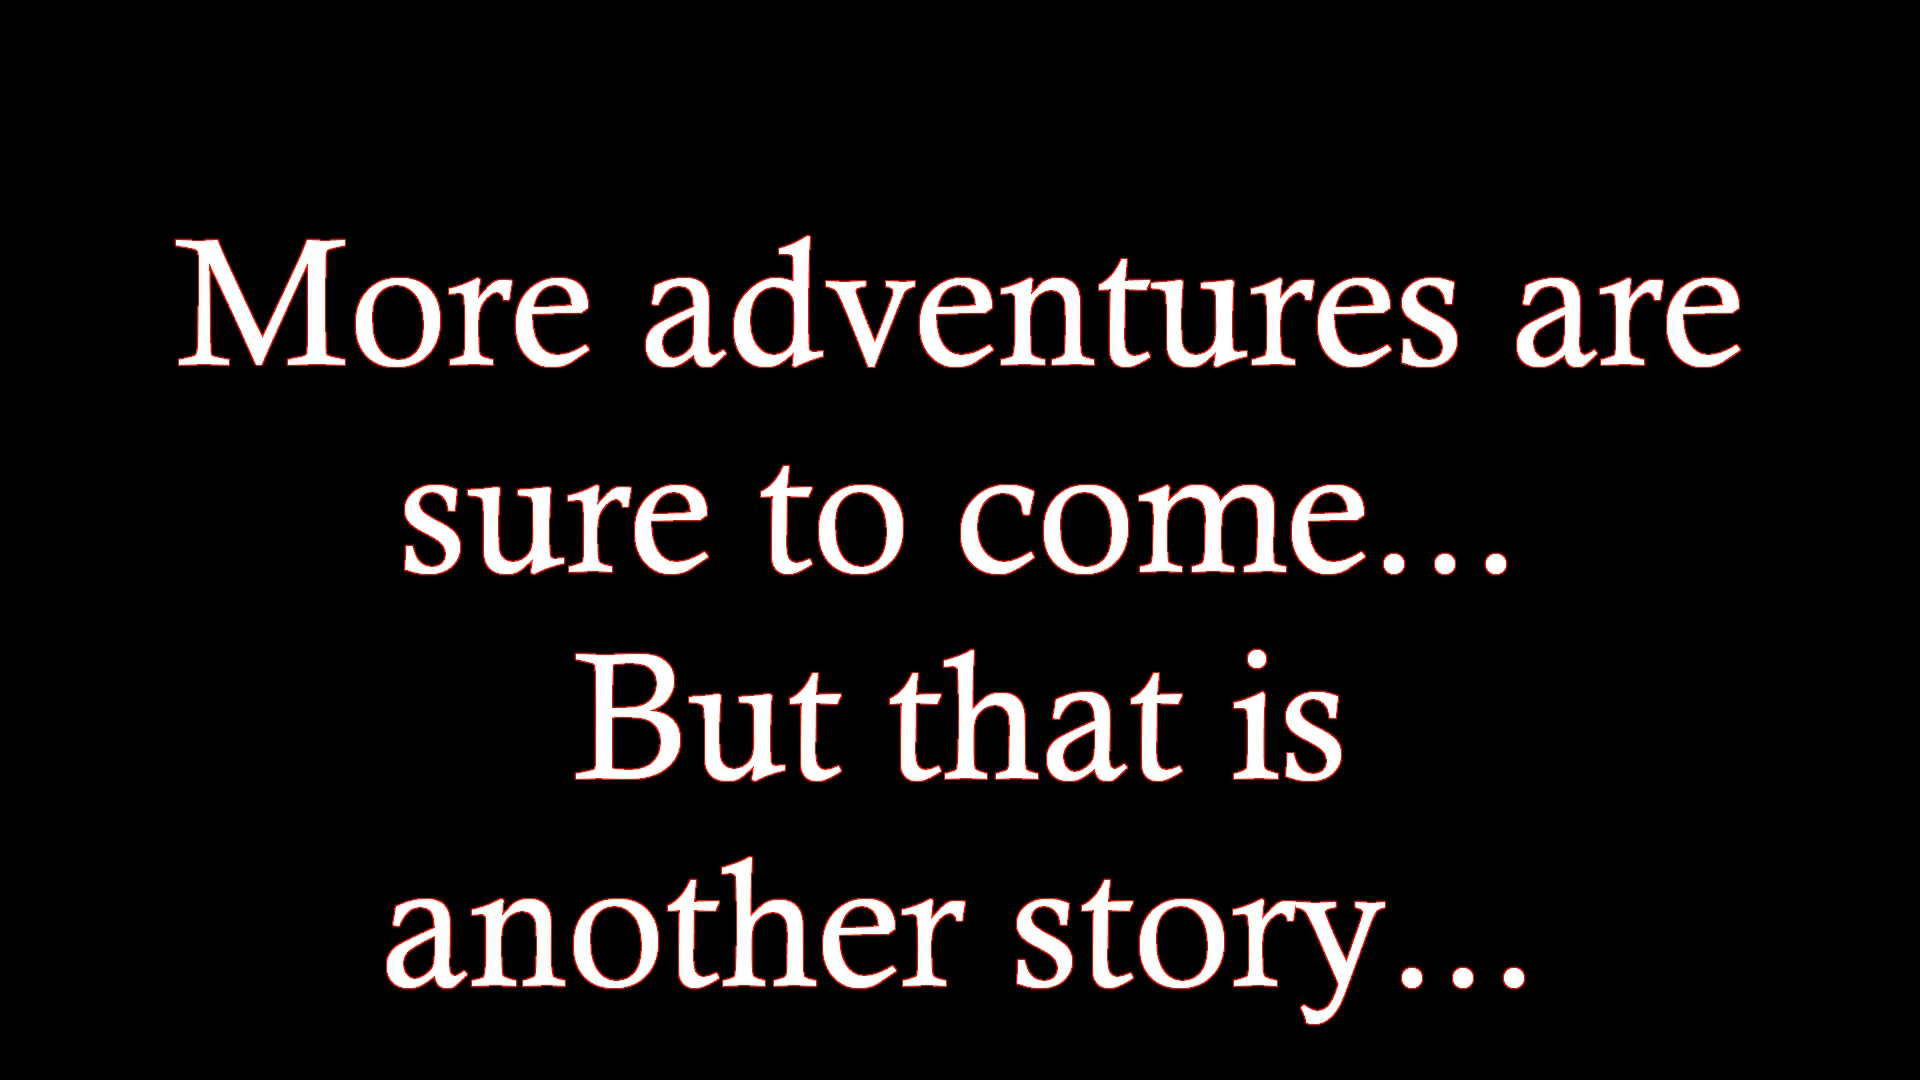 More adventures are
sure to come...
But that is
another story...